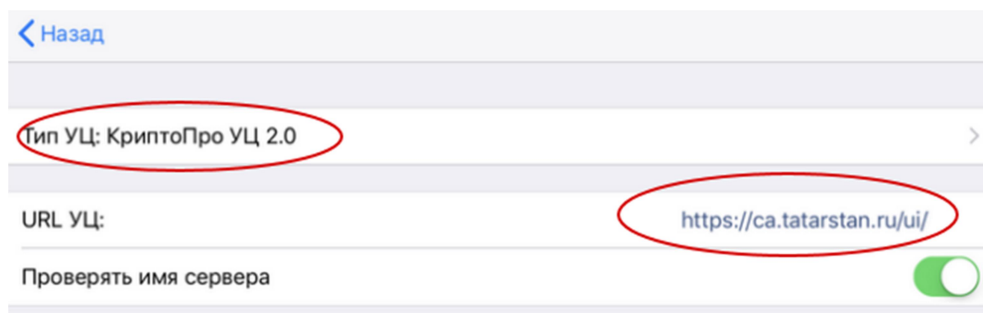 Назад
Тип УЦ: КриптоПро УЦ 2.0
URL УЦ: https://ca.tatarstan.ru/ui/
Проверять имя сервера